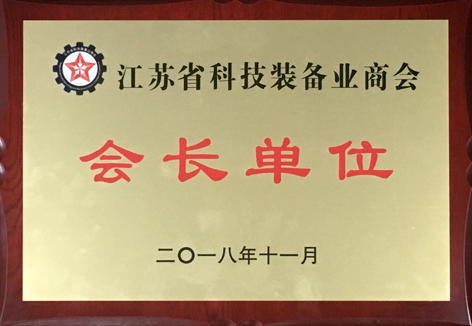 江苏省科技装备业商会
会长单位
二〇一八年十一月